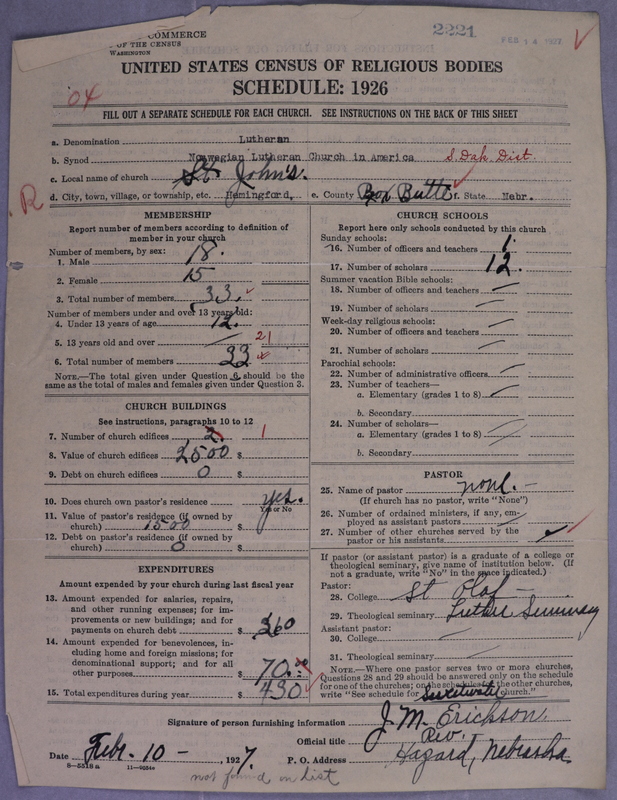 COMMERCE
OF THE CENSUS
WASHINGTON
2221
FEB 14 1927
UNITED STATES CENSUS OF RELIGIOUS BODIES
SCHEDULE: 1926
04
FILL OUT A SEPARATE SCHEDULE FOR EACH CHURCH. SEE INSTRUCTIONS ON THE BACK OF THIS SHEET
a. Denomination Lutheran
b. Synod Norwegian Lutheran Church in America S. Dak. Dist.
c. Local name of church St John's.
R
d. City, town, village, or township, etc. Hemingford, e. County Box Butte f. State Nebr.
MEMBERSHIP
Report number of members according to definition of
member in your church
Number of members, by sex:
1. Male 18.
2. Female 15
3. Total number of members 33.
Number of members under and over 13 years old:
4. Under 13 years of age 12.
5. 13 years old and over 21
6. Total number of members 33
NOTE.—The total given under Question 6 should be the
same as the total of males and females given under Question 3.
CHURCH BUILDINGS
See instructions, paragraphs 10 to 12
7. Number of church edifices 2. 1
8. Value of church edifices 2500 $
9. Debt on church edifices 0 $
10. Does church own pastor's residence yes.
Yes or No
11. Value of pastor's residence (if owned by
church) 1500 $
12. Debt on pastor's residence (if owned by
church) 0 $
EXPENDITURES
Amount expended by your church during last fiscal year
13. Amount expended for salaries, repairs,
and other running expenses; for im-
provements or new buildings; and for
payments on church debt $ 360
14. Amount expended for benevolences, in-
cluding home and foreign missions; for
denominational support; and for all
other purposes $ 70.00
15. Total expenditures during year $ 430
CHURCH SCHOOLS
Report here only schools conducted by this church
Sunday schools:
16. Number of officers and teachers 1.
17. Number of scholars 12.
Summer vacation Bible schools:
18. Number of officers and teachers
19. Number of scholars
Week-day religious schools:
20. Number of officers and teachers
21. Number of scholars
Parochial schools:
22. Number of administrative officers
23. Number of teachers—
a. Elementary (grades 1 to 8)
b. Secondary
24. Number of scholars—
a. Elementary (grades 1 to 8)
b. Secondary
PASTOR
25. Name of pastor none.
(If church has no pastor, write "None")
26. Number of ordained ministers, if any, em-
ployed as assistant pastors
27. Number of other churches served by the
pastor or his assistants
If pastor (or assistant pastor) is a graduate of a college or
theological seminary, give name of institution below. (If
not a graduate, write "No" in the space indicated.)
Pastor:
28. College St Olaf
29. Theological seminary Luther Seminary
Assistant pastor:
30. College
31. Theological seminary
NOTE.—Where one pastor serves two or more churches,
Questions 28 and 29 should be answered only on the schedule
for one of the churches; on the schedules for the other churches,
write "See schedule for Sweetwater church."
Signature of person furnishing information J. M. Erickson
Official title Rev.
Date Febr. 10 -, 1927. P. O. Address Hazard, Nebraska
8—5518a 11—9551a
not found on list